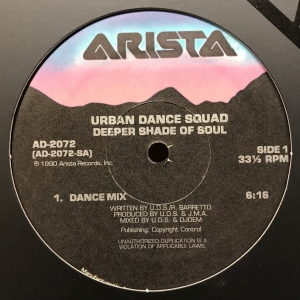 ARISTA
URBAN DANCE SQUAD
DEEPER SHADE OF SOUL
AD-2072
[AD-2072-SA]
℗ 1990 Arista Records, Inc.
SIDE 1
33⅓ RPM
1. DANCE MIX 6:16
WRITTEN BY U.D.S./R. BARRETTO
PRODUCED BY U.D.S. & J.M.A.
MIXED BY U.D.S. & DJDEM
Publishing: Copyright Control
UNAUTHORIZED DUPLICATION IS A
VIOLATION OF APPLICABLE LAWS.